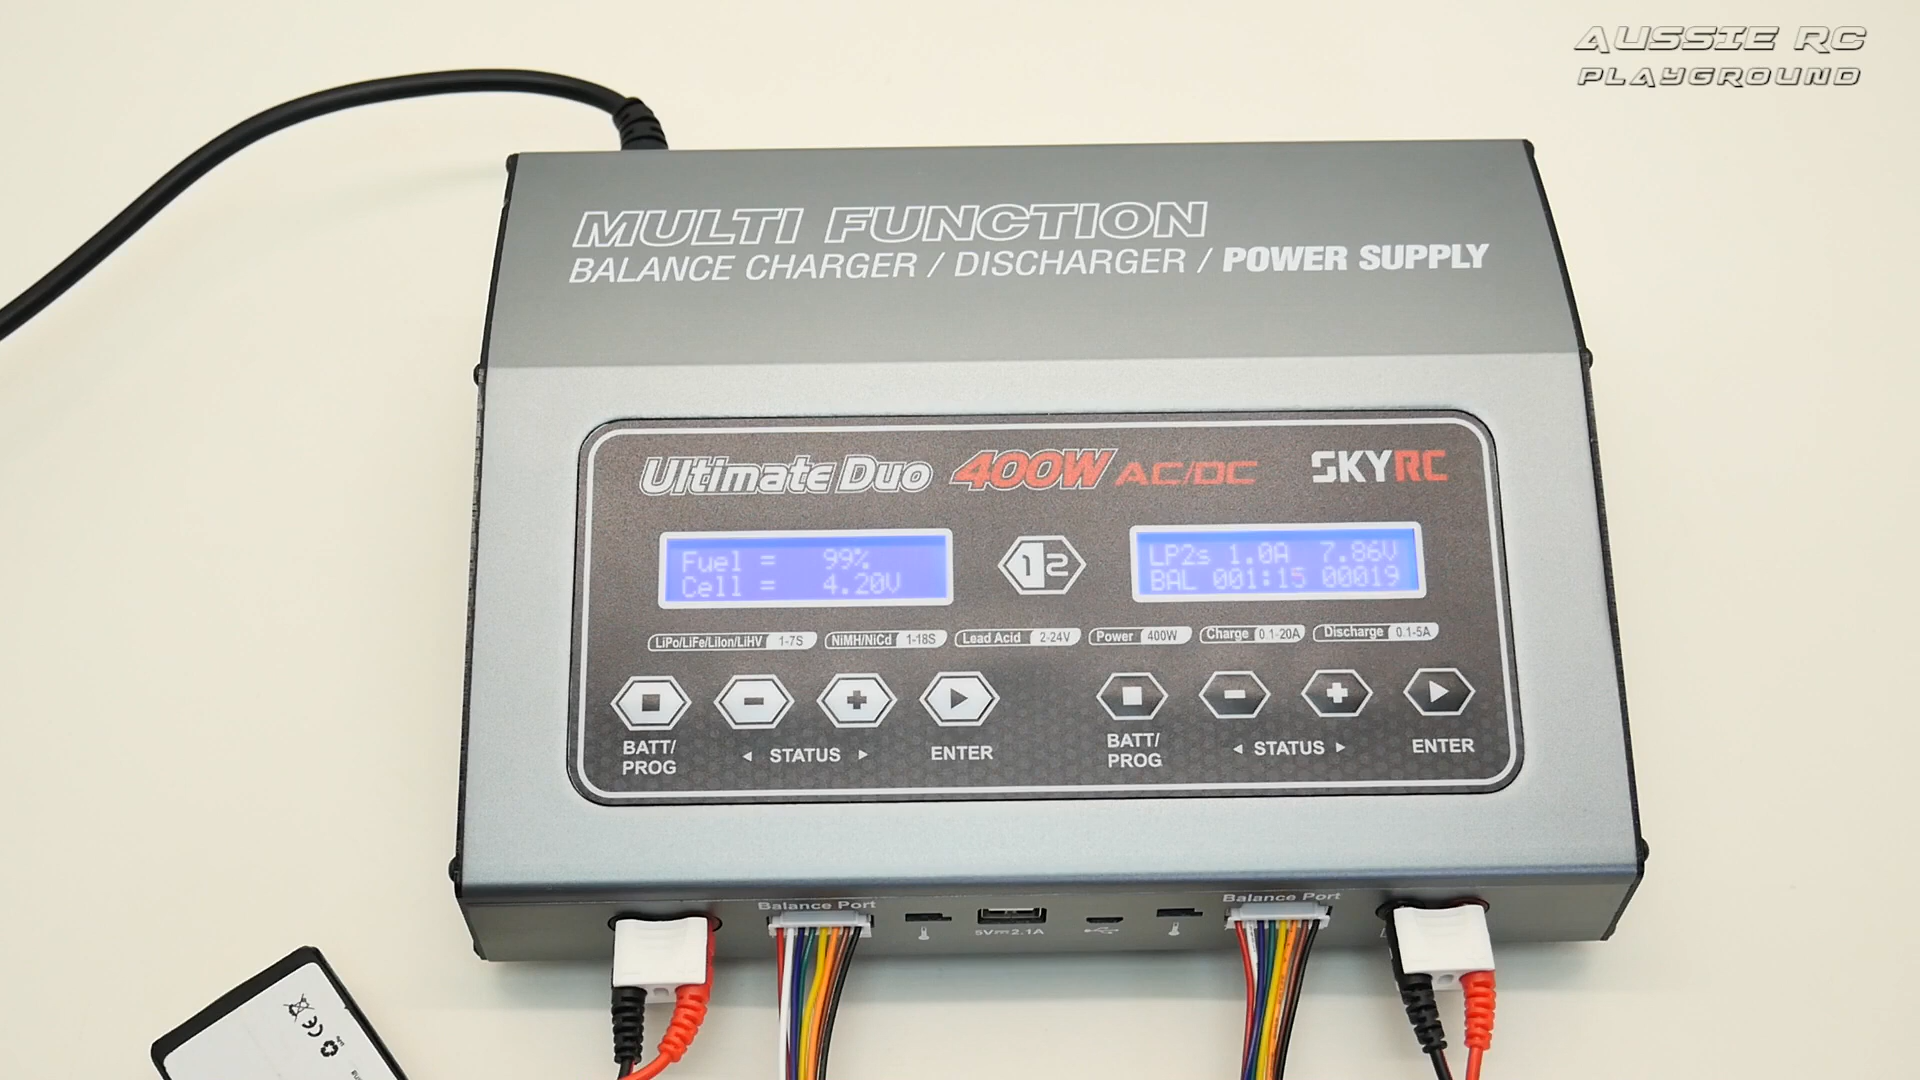 AUSSIE RC
PLAYGROUND
MULTI FUNCTION
BALANCE CHARGER / DISCHARGER / POWER SUPPLY
Ultimate Duo 400W AC/DC
SKYRC
Fuel = 99%
Cell = 4.20V
12
LP2s 1.0A 7.86V
BAL 001:15 00019
LiPo/LiFe/LiIon/LiHV 1-7S
NiMH/NiCd 1-18S
Lead Acid 2-24V
Power 400W
Charge 0.1-20A
Discharge 0.1-5A
BATT/
PROG
◄ STATUS ►
ENTER
BATT/
PROG
◄ STATUS ►
ENTER
Balance Port
5V⎓2.1A
Balance Port
CE